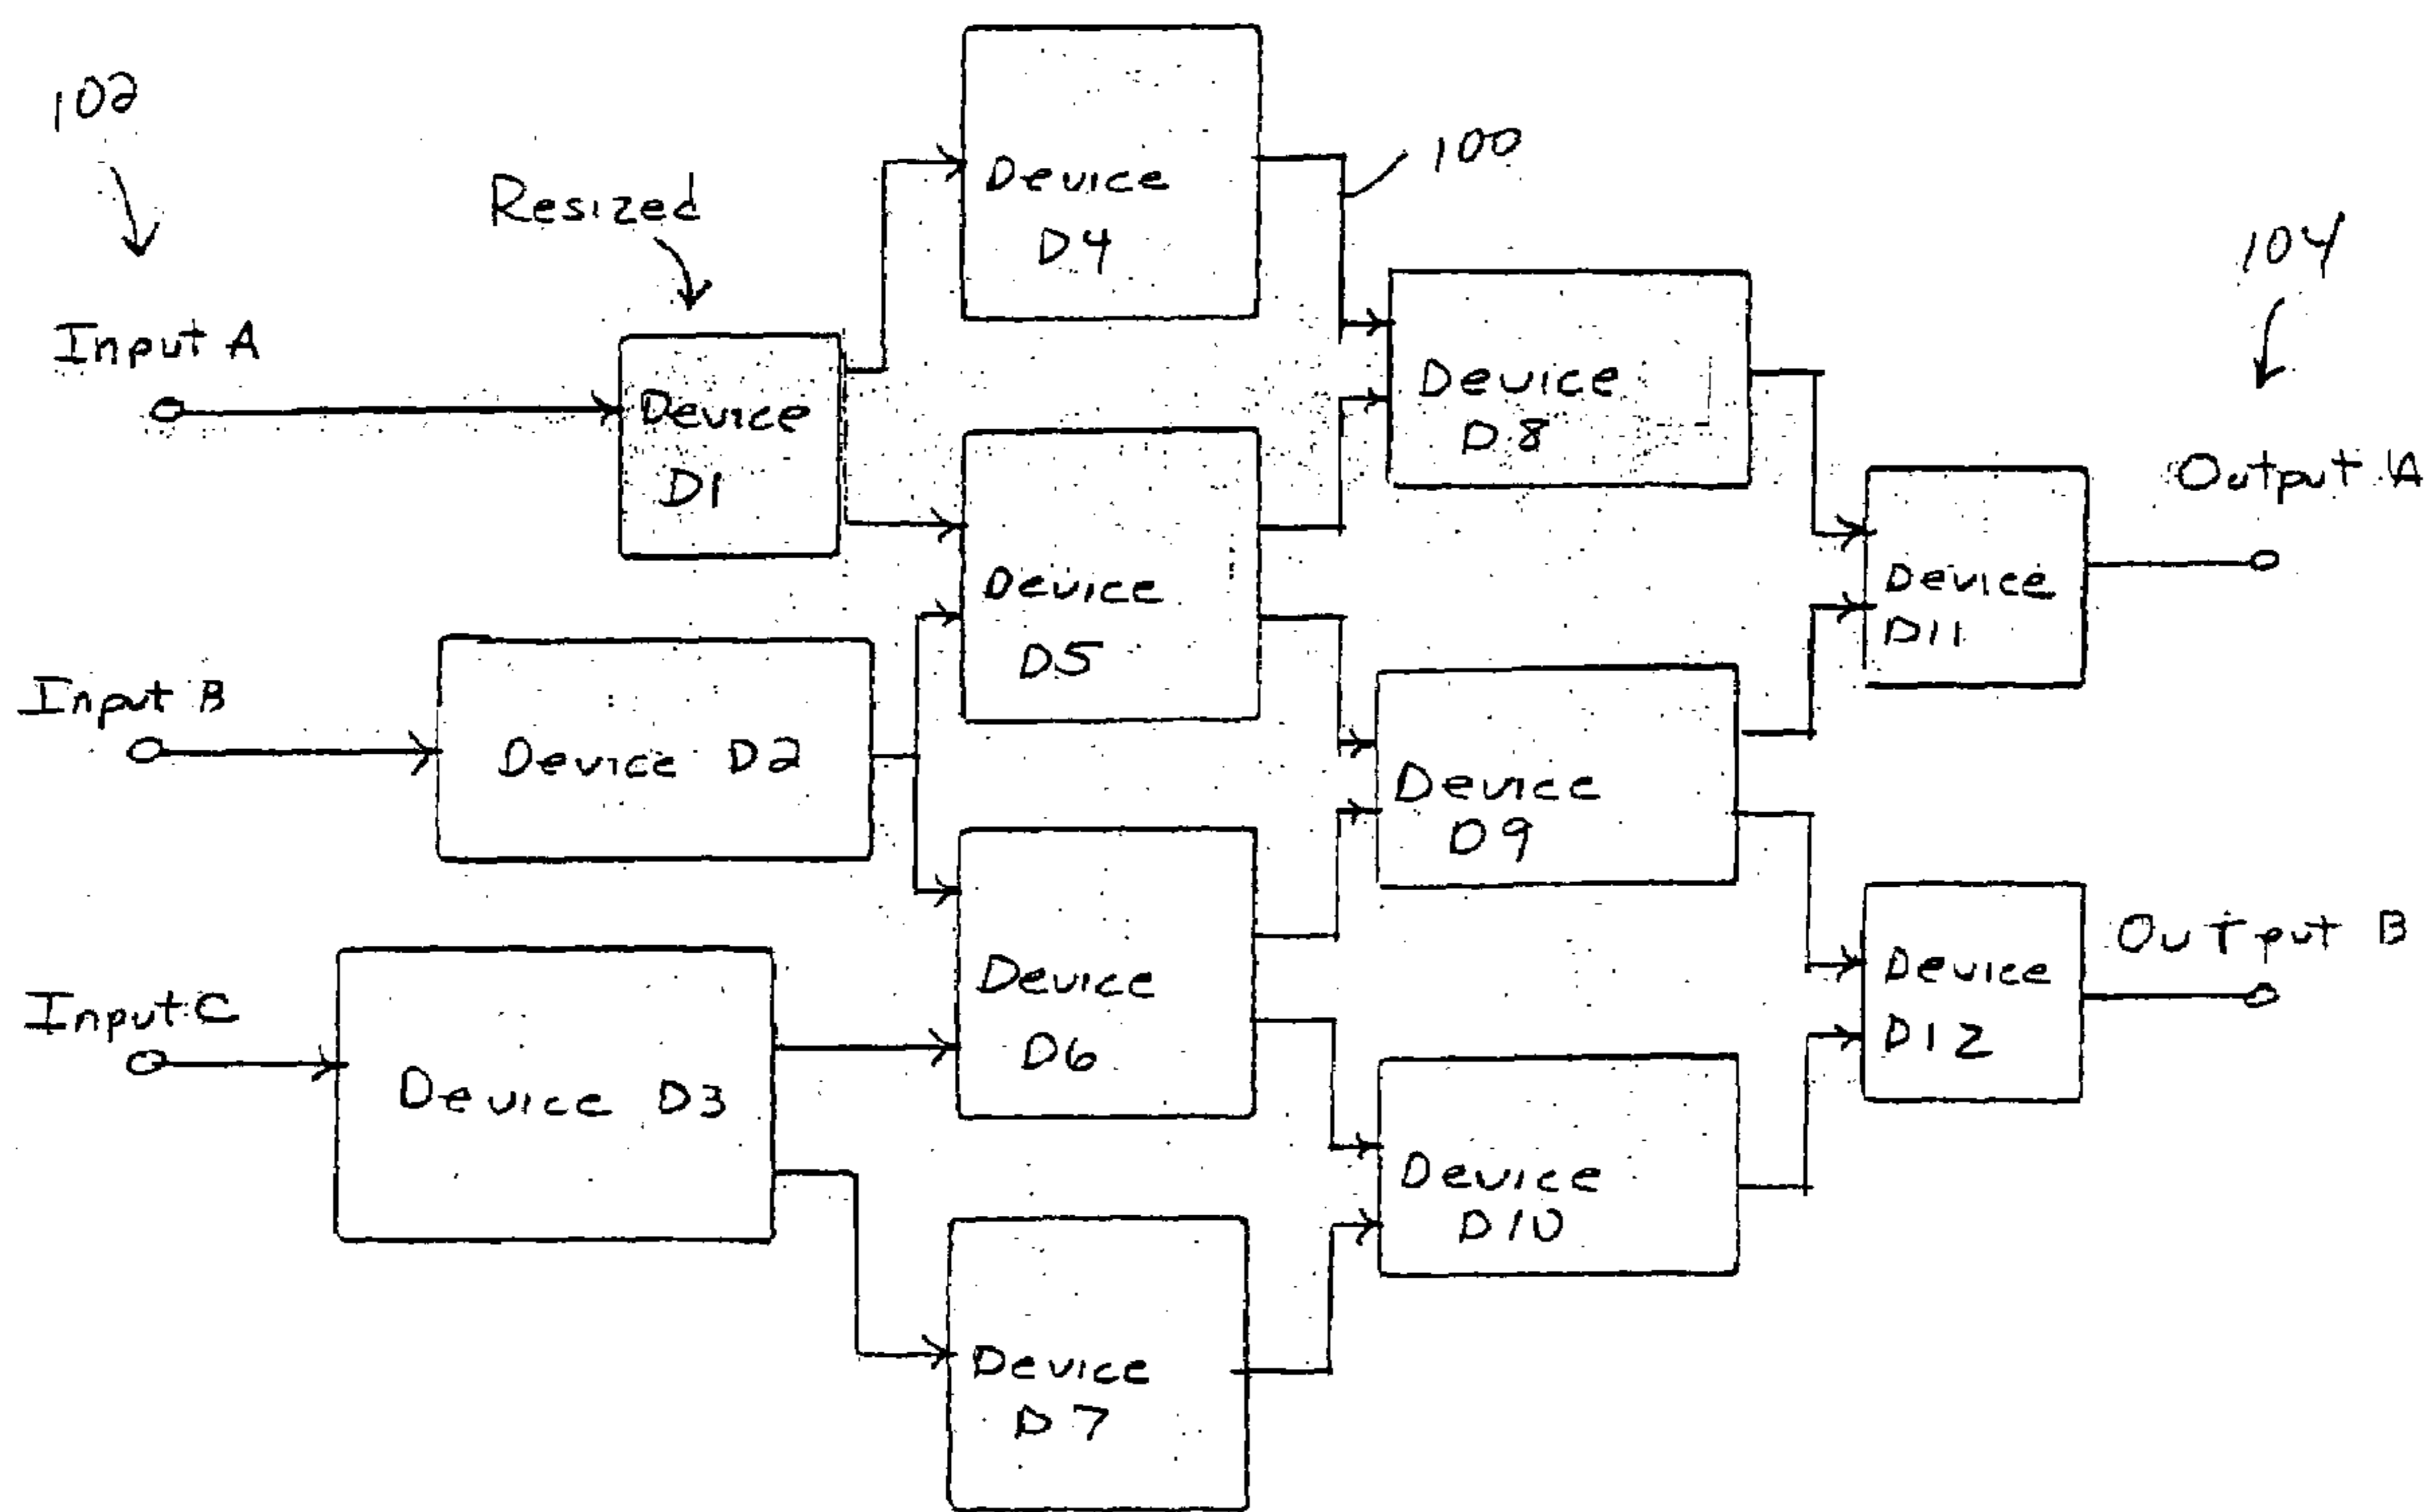 102
Resized
Input A
Device
D1
Device
D4
100
Device
D8
104
Output A
Device
D11
Input B
Device D2
Device
D5
Device
D9
Input C
Device D3
Device
D6
Device
D10
Device
D12
Output B
Device
D7